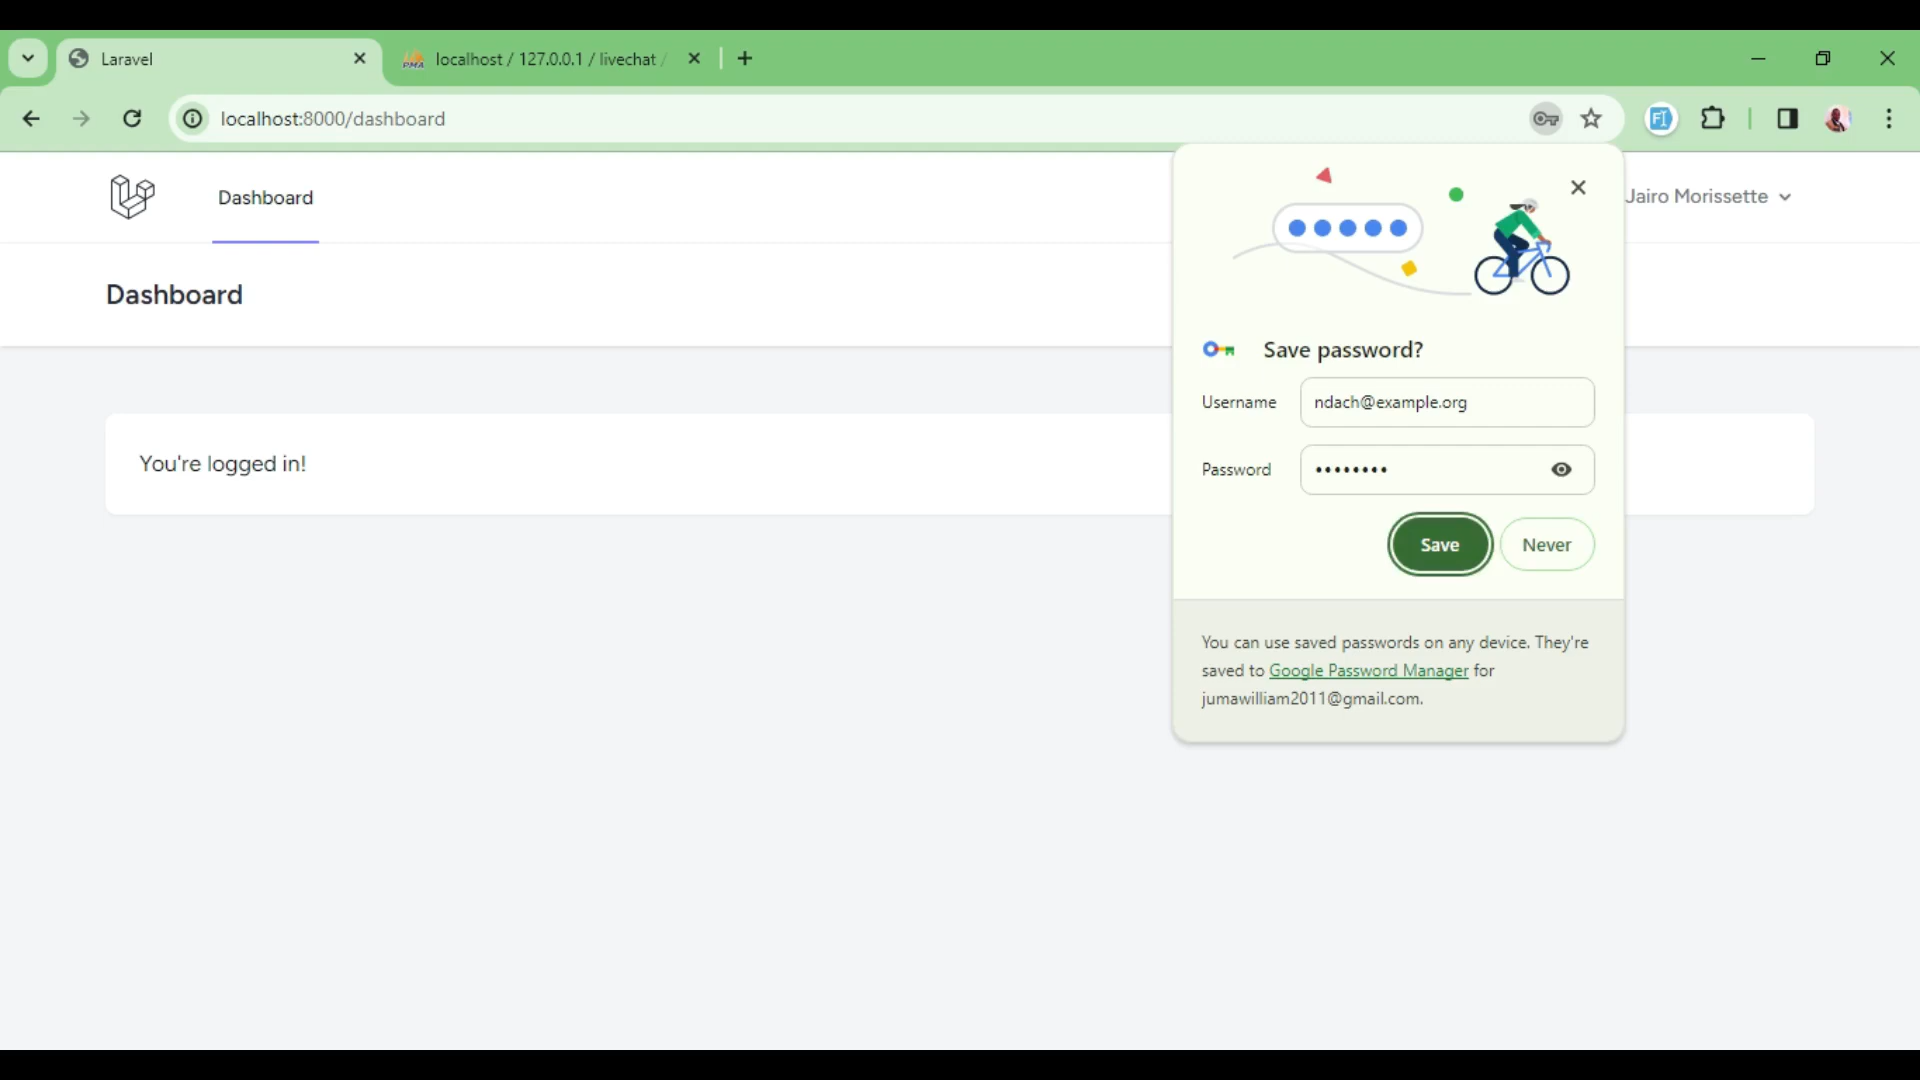 Laravel
localhost / 127.0.0.1 / livechat /
localhost:8000/dashboard
Dashboard
Jairo Morissette
Dashboard
You're logged in!
Save password?
Username
ndach@example.org
Password
Save
Never
You can use saved passwords on any device. They're
saved to Google Password Manager for
jumawilliam2011@gmail.com.